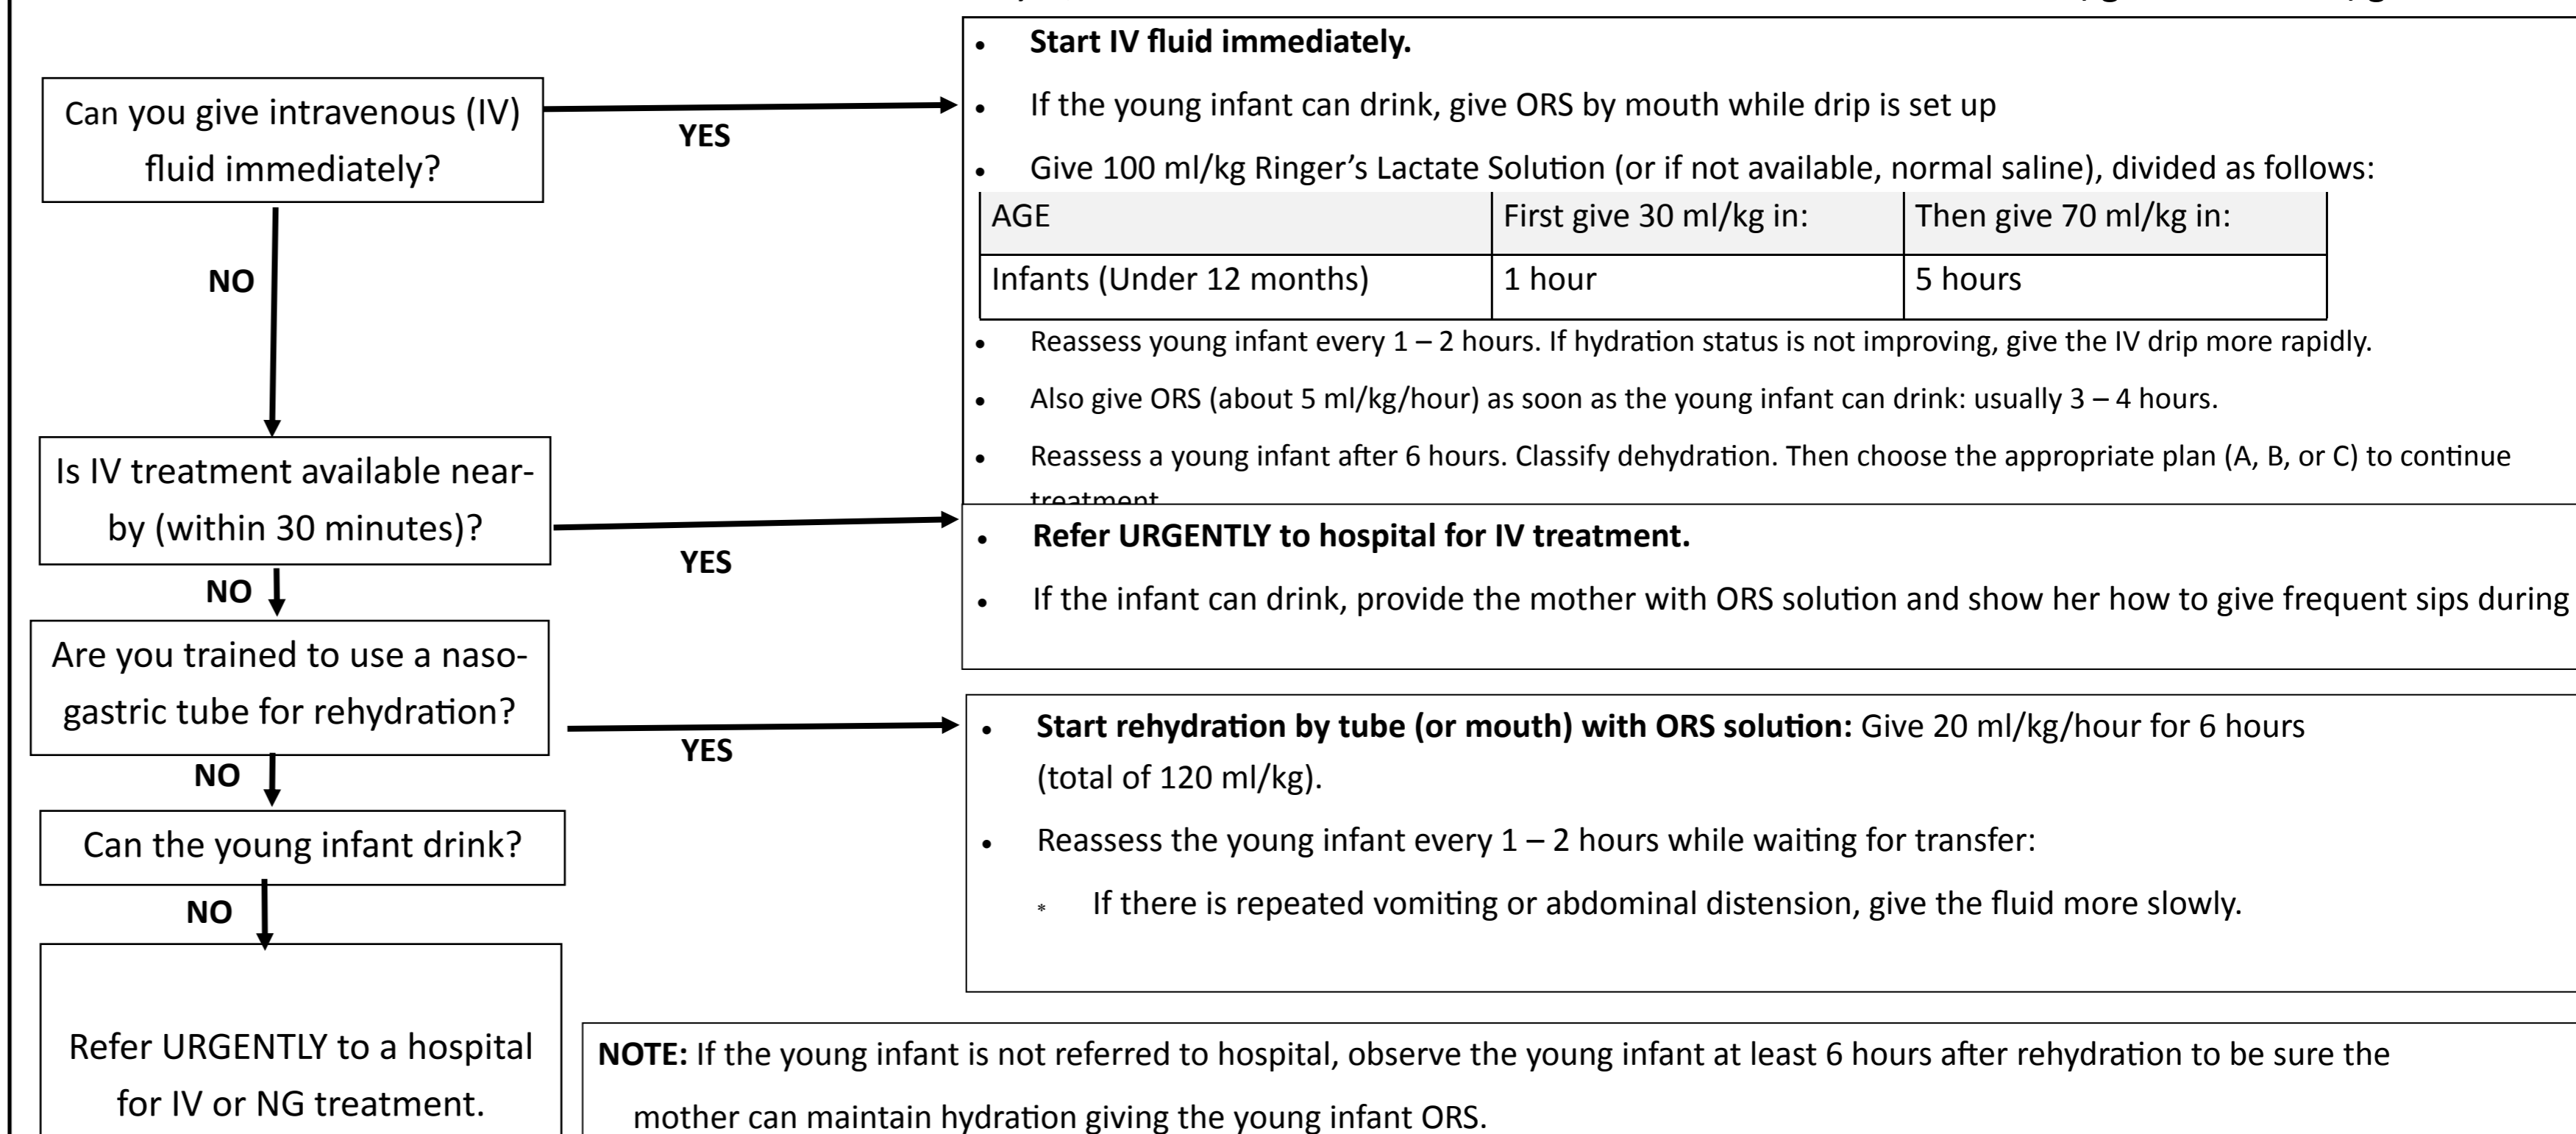 Can you give intravenous (IV)
fluid immediately?
YES
NO
• Start IV fluid immediately.
• If the young infant can drink, give ORS by mouth while drip is set up
• Give 100 ml/kg Ringer’s Lactate Solution (or if not available, normal saline), divided as follows:
AGE First give 30 ml/kg in: Then give 70 ml/kg in:
Infants (Under 12 months) 1 hour 5 hours
• Reassess young infant every 1 – 2 hours. If hydration status is not improving, give the IV drip more rapidly.
• Also give ORS (about 5 ml/kg/hour) as soon as the young infant can drink: usually 3 – 4 hours.
• Reassess a young infant after 6 hours. Classify dehydration. Then choose the appropriate plan (A, B, or C) to continue
treatment
Is IV treatment available near-
by (within 30 minutes)?
YES
NO
• Refer URGENTLY to hospital for IV treatment.
• If the infant can drink, provide the mother with ORS solution and show her how to give frequent sips during
Are you trained to use a naso-
gastric tube for rehydration?
YES
NO
• Start rehydration by tube (or mouth) with ORS solution: Give 20 ml/kg/hour for 6 hours
(total of 120 ml/kg).
• Reassess the young infant every 1 – 2 hours while waiting for transfer:
* If there is repeated vomiting or abdominal distension, give the fluid more slowly.
Can the young infant drink?
NO
Refer URGENTLY to a hospital
for IV or NG treatment.
NOTE: If the young infant is not referred to hospital, observe the young infant at least 6 hours after rehydration to be sure the
mother can maintain hydration giving the young infant ORS.